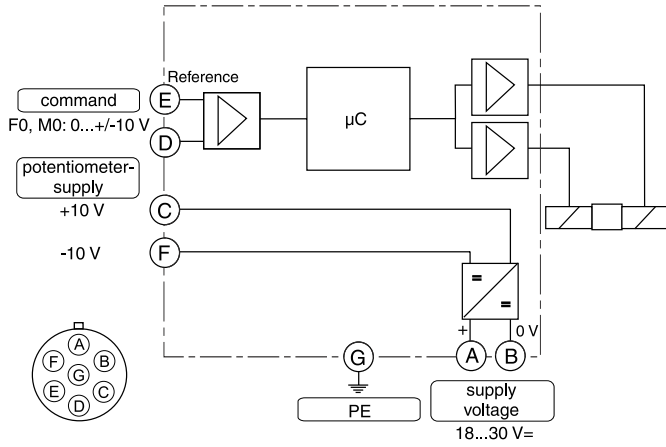 Reference
E
command
F0, M0: 0...+/-10 V
D
µC
potentiometer-
supply
+10 V
C
-10 V
F
=
=
+
0 V
A
F
B
G
E
C
D
G
A
B
PE
supply
voltage
18...30 V=